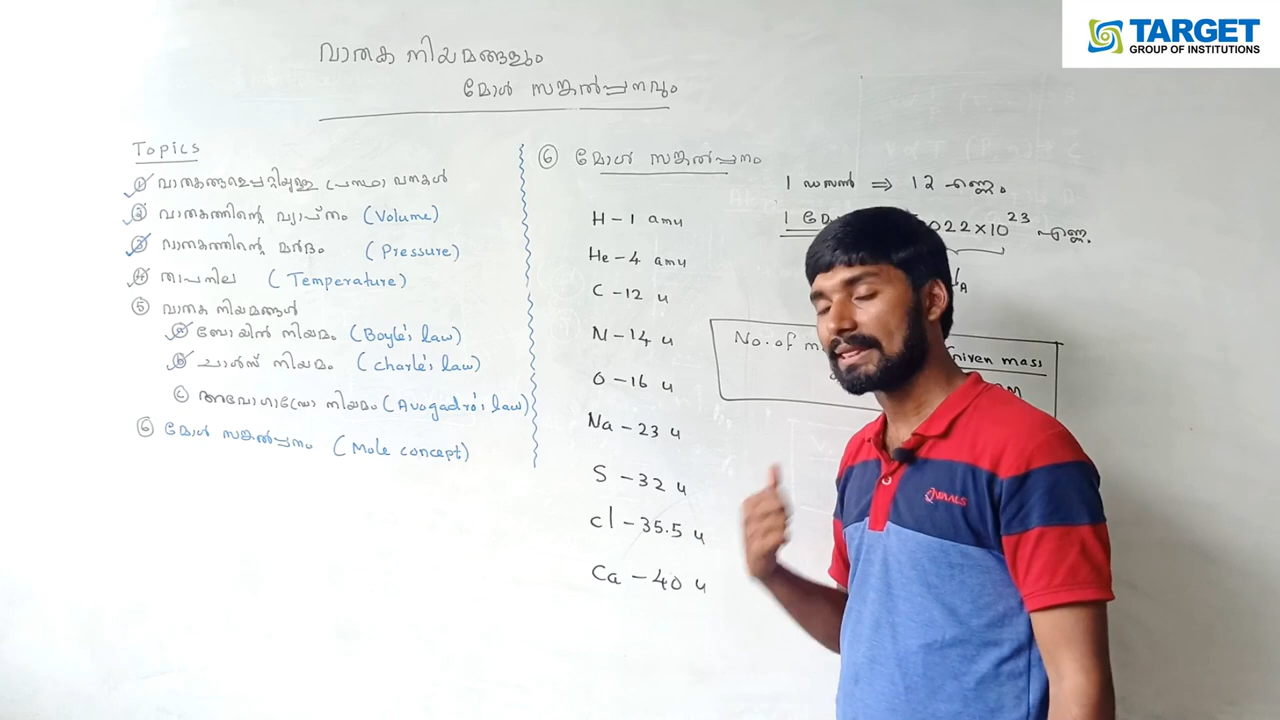 TARGET
GROUP OF INSTITUTIONS
വാതക നിയമങ്ങളും
മോൾ സങ്കൽപ്പനവും
Topics
① വാതകങ്ങളെപ്പറ്റിയുള്ള പ്രസ്ഥാവനകൾ
② വാതകത്തിന്റെ വ്യാപ്തം (Volume)
③ വാതകത്തിന്റെ മർദം (Pressure)
④ താപനില (Temperature)
⑤ വാതക നിയമങ്ങൾ
ⓐ ബോയിൽ നിയമം (Boyle's law)
ⓑ ചാൾസ് നിയമം (Charle's law)
ⓒ അവോഗാഡ്രോ നിയമം (Avogadro's law)
⑥ മോൾ സങ്കൽപ്പനം (Mole concept)
⑥ മോൾ സങ്കൽപ്പനം
H - 1 amu
He - 4 amu
C - 12 u
N - 14 u
O - 16 u
Na - 23 u
S - 32 u
Cl - 35.5 u
Ca - 40 u
1 ഡസൻ ⇒ 12 എണ്ണം
1 മോ 022 × 10²³ എണ്ണം
A
No. of m Given mass
M